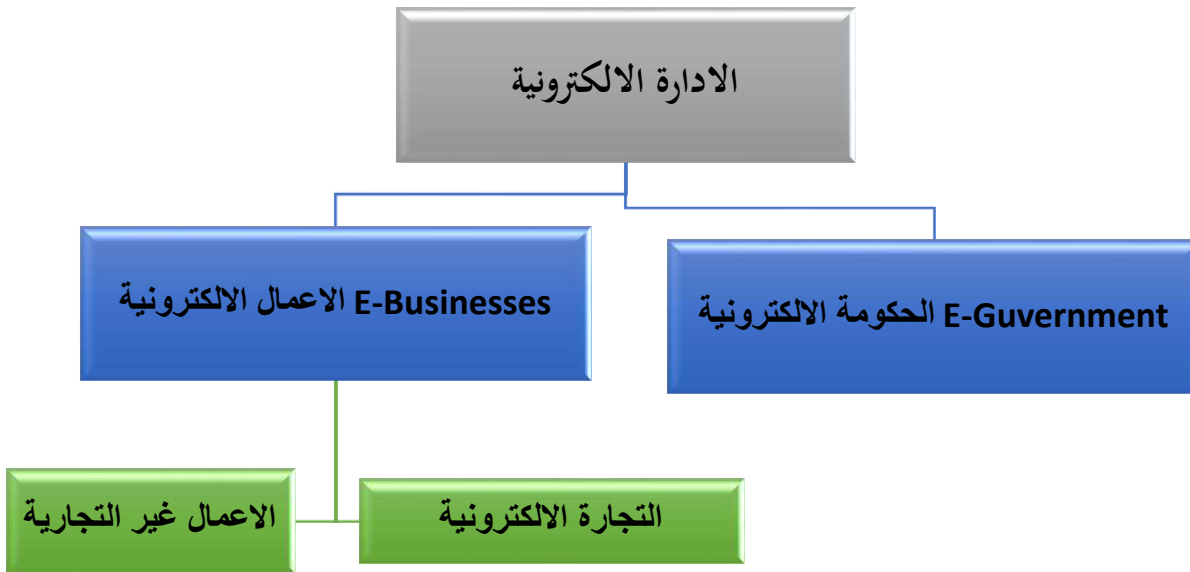 الادارة الالكترونية
E-Guvernment الحكومة الالكترونية
E-Businesses الاعمال الالكترونية
التجارة الالكترونية
الاعمال غير التجارية